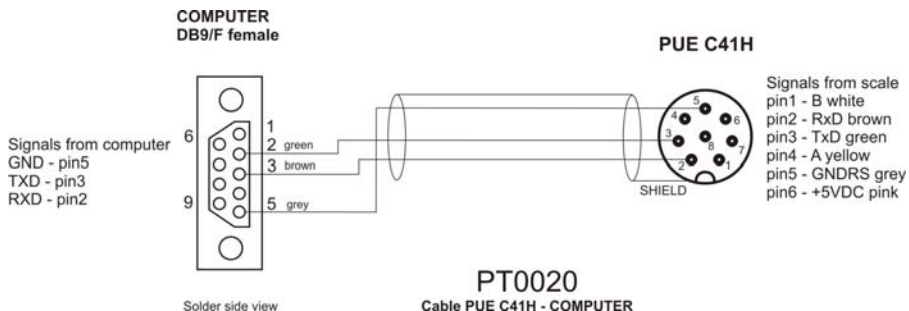 COMPUTER
DB9/F female
PUE C41H
Signals from computer
GND - pin5
TXD - pin3
RXD - pin2
6
9
1
2 green
3 brown
5 grey
5
4
6
3
8
7
2
1
SHIELD
Signals from scale
pin1 - B white
pin2 - RxD brown
pin3 - TxD green
pin4 - A yellow
pin5 - GNDRS grey
pin6 - +5VDC pink
Solder side view
PT0020
Cable PUE C41H - COMPUTER